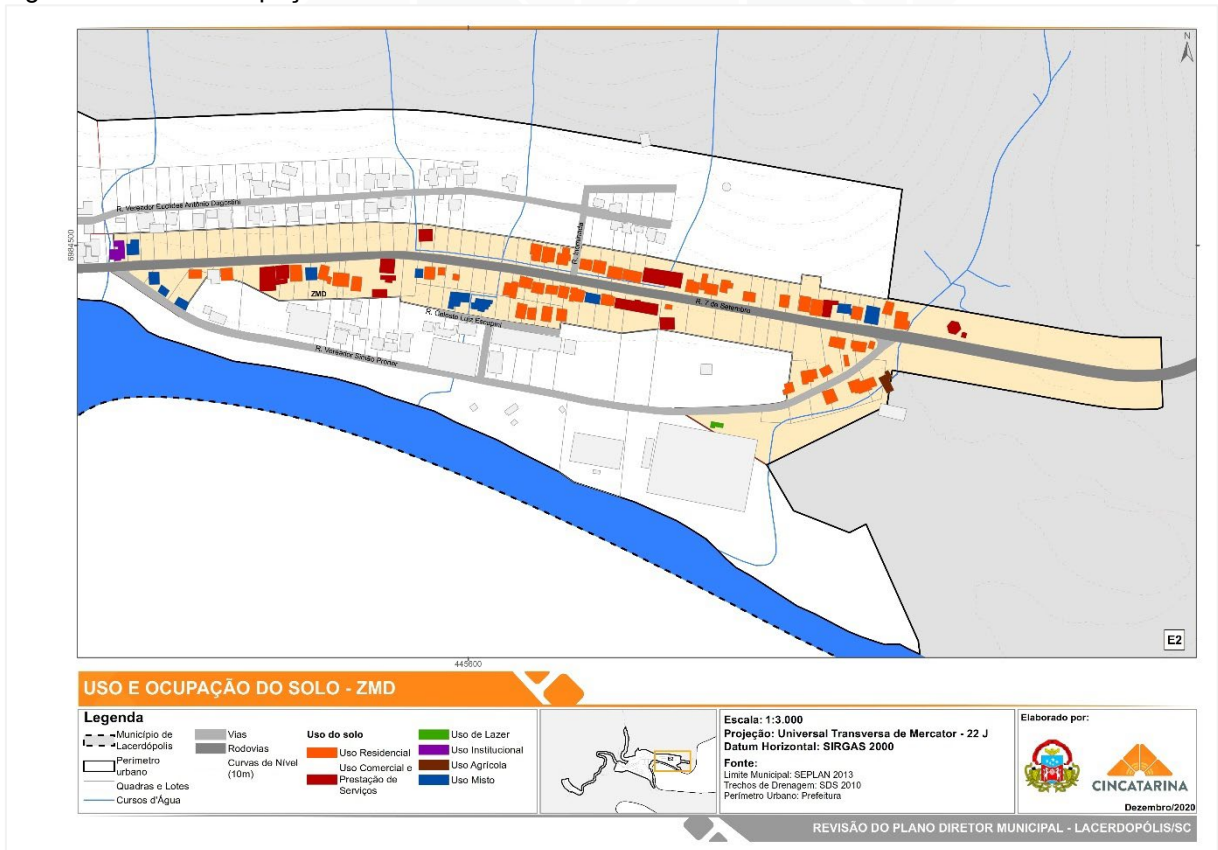 N
6984500
R. Vereador Euclides Antônio Dagostini
R. Inominada
ZMD
R. 7 de Setembro
R. Vereador Simão Proner
E2
USO E OCUPAÇÃO DO SOLO - ZMD
Legenda
Município de
Lacerdópolis
Perímetro
urbano
Quadras e Lotes
Cursos d'Água
Vias
Rodovias
Curvas de Nível
(10m)
Uso do solo
Uso Residencial
Uso Comercial e
Prestação de
Serviços
Uso de Lazer
Uso Institucional
Uso Agrícola
Uso Misto
E2
Escala: 1:3.000
Projeção: Universal Transversa de Mercator - 22 J
Datum Horizontal: SIRGAS 2000
Fonte:
Limite Municipal: SEPLAN 2013
Trechos de Drenagem: SDS 2010
Perímetro Urbano: Prefeitura
Elaborado por:
CINCATARINA
Dezembro/2020
REVISÃO DO PLANO DIRETOR MUNICIPAL - LACERDOPÓLIS/SC